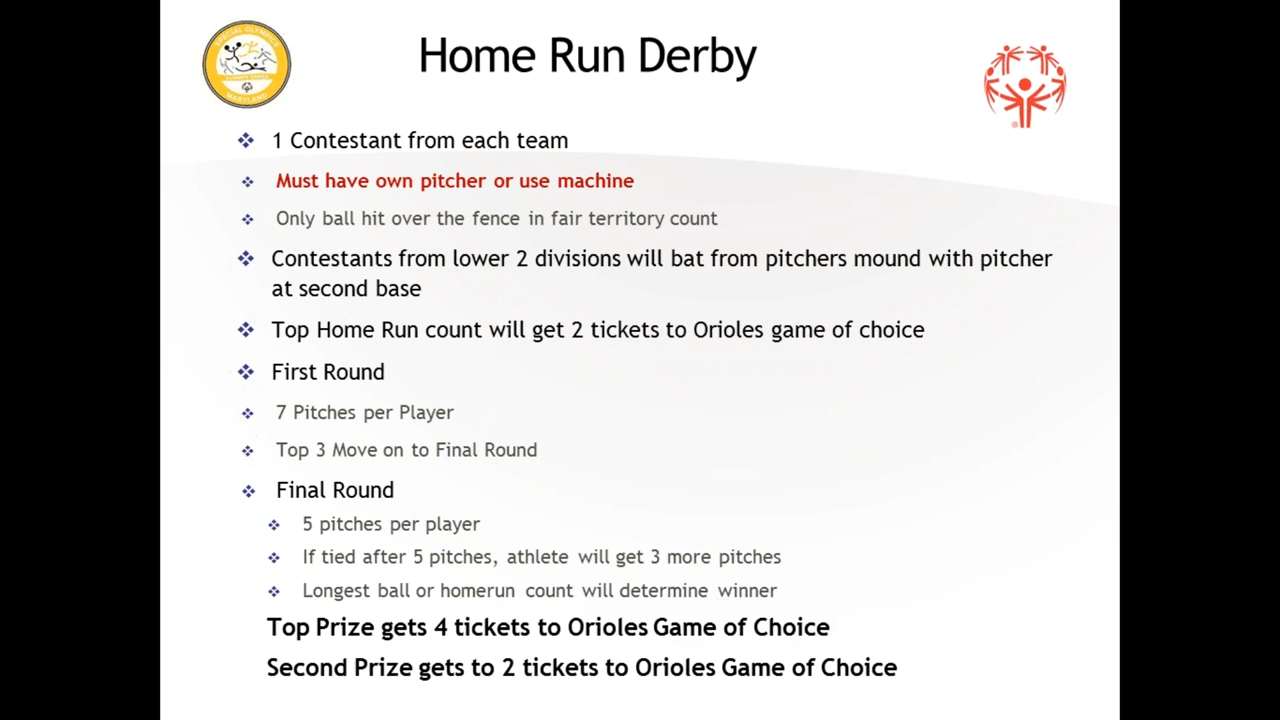 SPECIAL OLYMPICS
MARYLAND
Home Run Derby
1 Contestant from each team
Must have own pitcher or use machine
Only ball hit over the fence in fair territory count
Contestants from lower 2 divisions will bat from pitchers mound with pitcher
at second base
Top Home Run count will get 2 tickets to Orioles game of choice
First Round
7 Pitches per Player
Top 3 Move on to Final Round
Final Round
5 pitches per player
If tied after 5 pitches, athlete will get 3 more pitches
Longest ball or homerun count will determine winner
Top Prize gets 4 tickets to Orioles Game of Choice
Second Prize gets to 2 tickets to Orioles Game of Choice